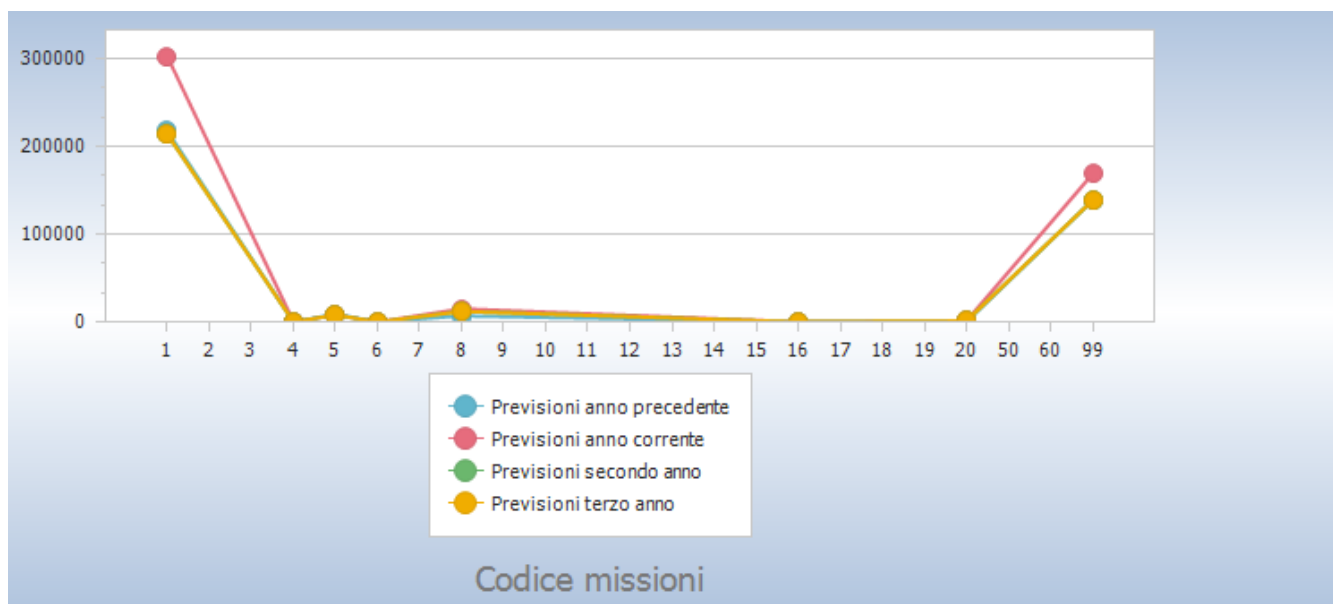 300000
200000
100000
0
1 2 3 4 5 6 7 8 9 10 11 12 13 14 15 16 17 18 19 20 50 60 99
Previsioni anno precedente
Previsioni anno corrente
Previsioni secondo anno
Previsioni terzo anno
Codice missioni